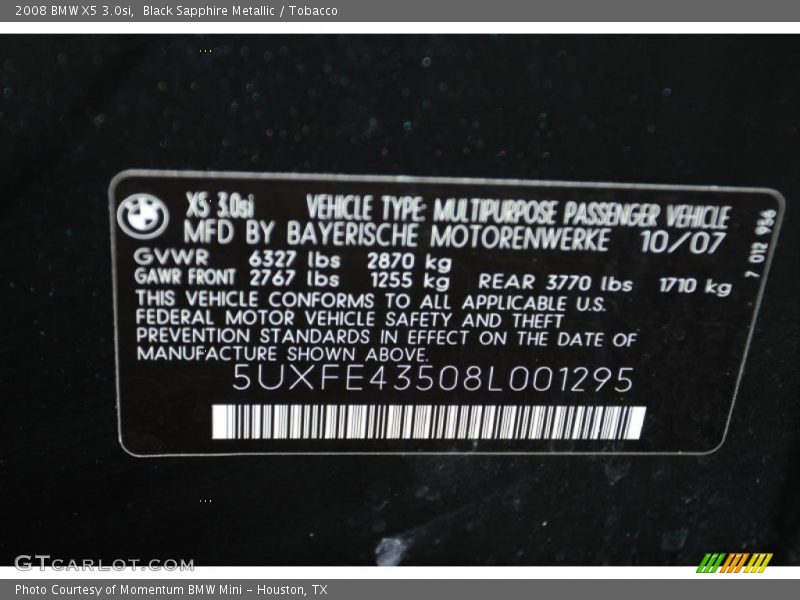 2008 BMW X5 3.0si, Black Sapphire Metallic / Tobacco
X5 3.0si VEHICLE TYPE: MULTIPURPOSE PASSENGER VEHICLE
MFD BY BAYERISCHE MOTORENWERKE 10/07
GVWR 6327 lbs 2870 kg
GAWR FRONT 2767 lbs 1255 kg REAR 3770 lbs 1710 kg
THIS VEHICLE CONFORMS TO ALL APPLICABLE U.S.
FEDERAL MOTOR VEHICLE SAFETY AND THEFT
PREVENTION STANDARDS IN EFFECT ON THE DATE OF
MANUFACTURE SHOWN ABOVE.
5UXFE43508L001295
7 012 966
GTCARLOT.COM
Photo Courtesy of Momentum BMW Mini - Houston, TX